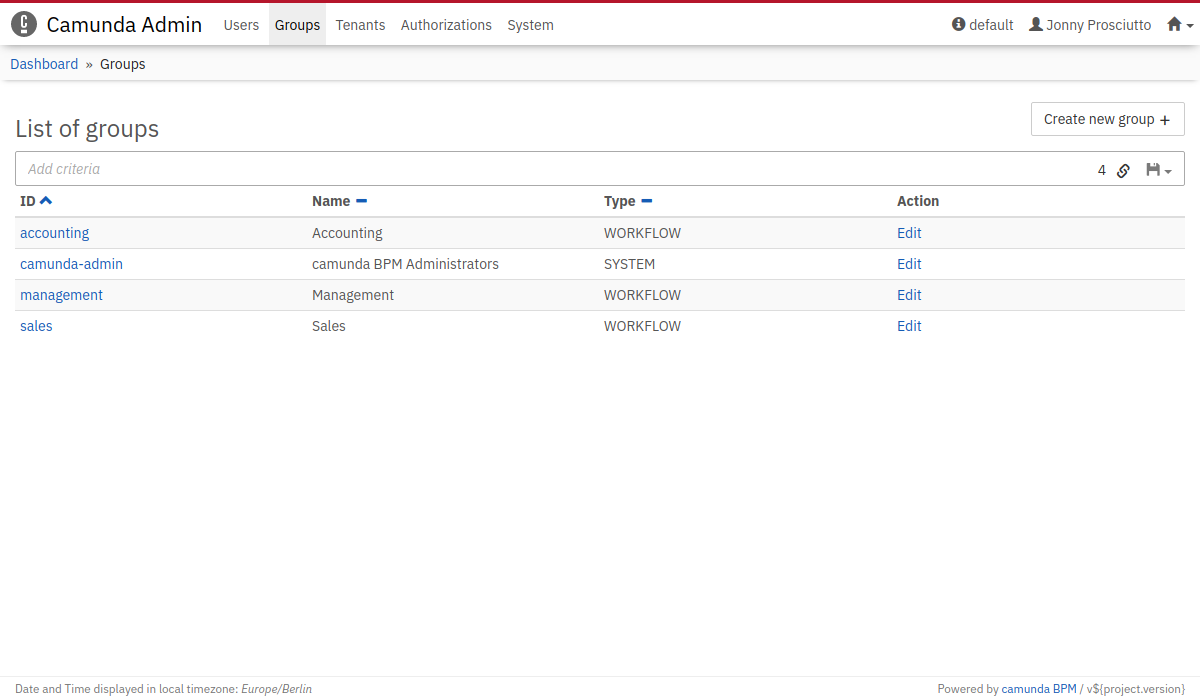 Camunda Admin Users Groups Tenants Authorizations System default Jonny Prosciutto
Dashboard » Groups
List of groups
Create new group +
Add criteria 4
ID Name Type Action
accounting Accounting WORKFLOW Edit
camunda-admin camunda BPM Administrators SYSTEM Edit
management Management WORKFLOW Edit
sales Sales WORKFLOW Edit
Date and Time displayed in local timezone: Europe/Berlin Powered by camunda BPM / v${project.version}